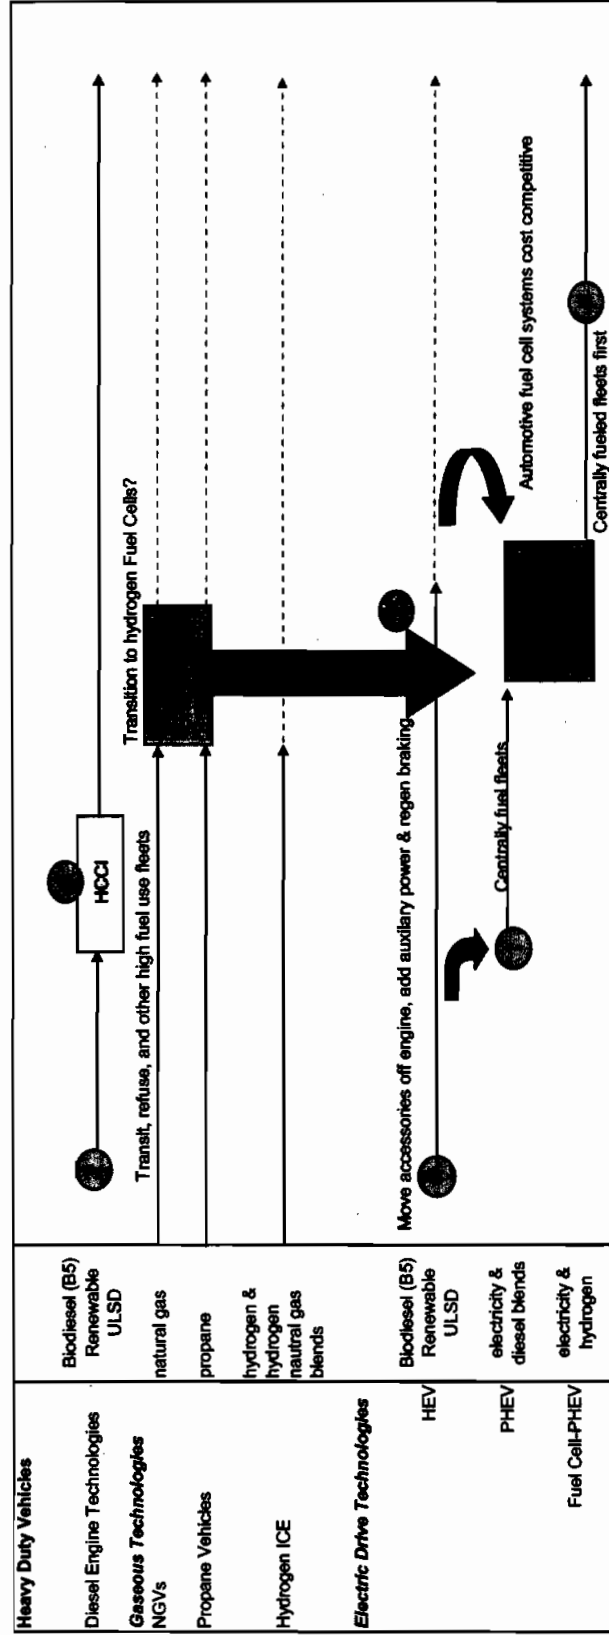 Heavy Duty Vehicles
Diesel Engine Technologies
Biodiesel (B5)
Renewable
ULSD
HCCI
Gaseous Technologies
NGVs
natural gas
Transit, refuse, and other high fuel use fleets
Transition to hydrogen Fuel Cells?
Propane Vehicles
propane
Hydrogen ICE
hydrogen &
hydrogen
nautral gas
blends
Electric Drive Technologies
HEV
Biodiesel (B5)
Renewable
ULSD
Move accessories off engine, add auxilary power & regen braking
PHEV
electricity &
diesel blends
Centrally fuel fleets
Automotive fuel cell systems cost competitive
Fuel Cell-PHEV
electricity &
hydrogen
Centrally fueled fleets first